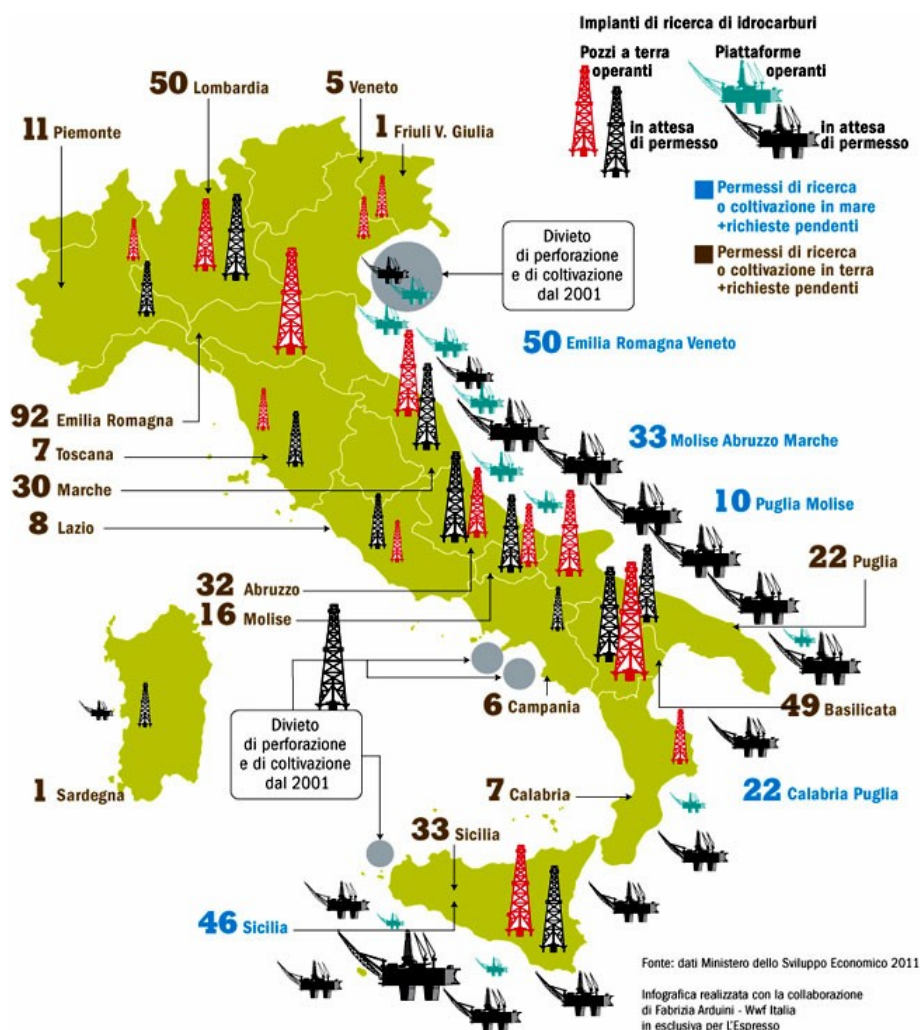 Impianti di ricerca di idrocarburi
Pozzi a terra
operanti
Piattaforme
operanti
in attesa
di permesso
in attesa
di permesso
Permessi di ricerca
o coltivazione in mare
+richieste pendenti
Permessi di ricerca
o coltivazione in terra
+richieste pendenti
50 Lombardia
5 Veneto
11 Piemonte
1 Friuli V. Giulia
Divieto
di perforazione
e di coltivazione
dal 2001
50 Emilia Romagna Veneto
92 Emilia Romagna
33 Molise Abruzzo Marche
7 Toscana
30 Marche
10 Puglia Molise
8 Lazio
22 Puglia
32 Abruzzo
16 Molise
6 Campania
49 Basilicata
Divieto
di perforazione
e di coltivazione
dal 2001
1 Sardegna
7 Calabria
22 Calabria Puglia
33 Sicilia
46 Sicilia
Fonte: dati Ministero dello Sviluppo Economico 2011
Infografica realizzata con la collaborazione
di Fabrizia Arduini - Wwf Italia
in esclusiva per L'Espresso